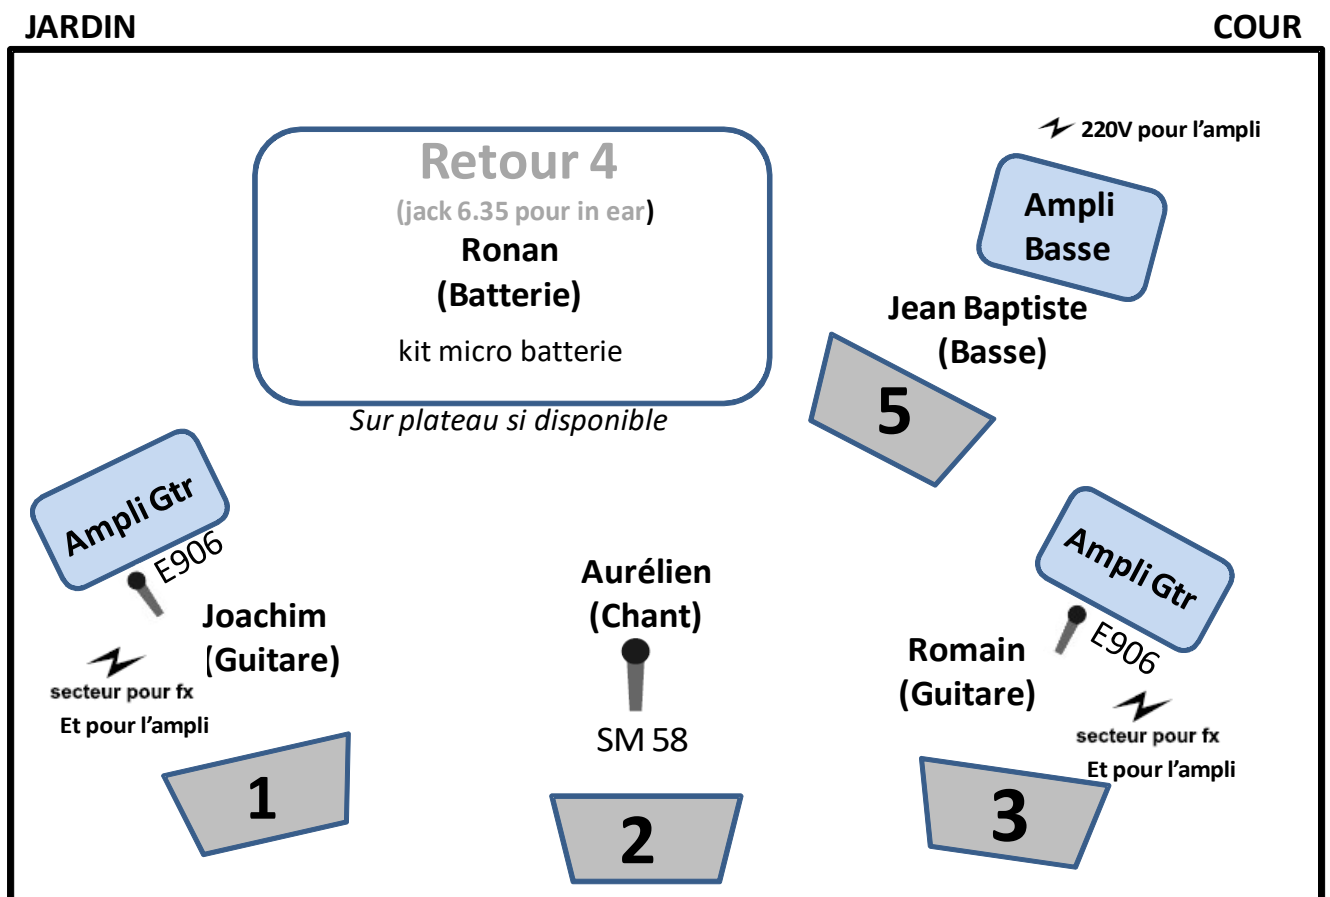 JARDIN
COUR
220V pour l'ampli
Retour 4
(jack 6.35 pour in ear)
Ronan
(Batterie)
kit micro batterie
Sur plateau si disponible
Ampli
Basse
Jean Baptiste
(Basse)
5
Ampli Gtr
E906
Joachim
(Guitare)
secteur pour fx
Et pour l'ampli
1
Aurélien
(Chant)
SM 58
2
Ampli Gtr
E906
Romain
(Guitare)
secteur pour fx
Et pour l'ampli
3